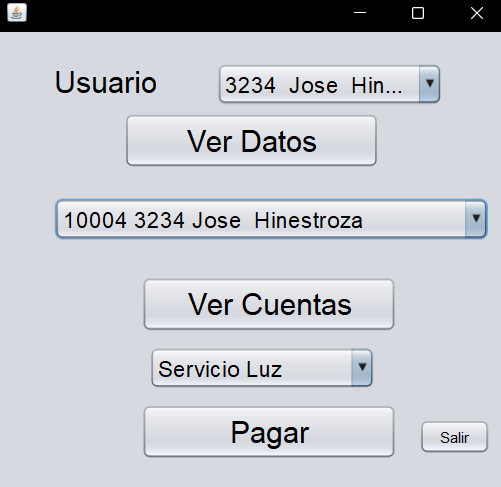 Usuario
3234 Jose Hin...
Ver Datos
10004 3234 Jose Hinestroza
Ver Cuentas
Servicio Luz
Pagar
Salir